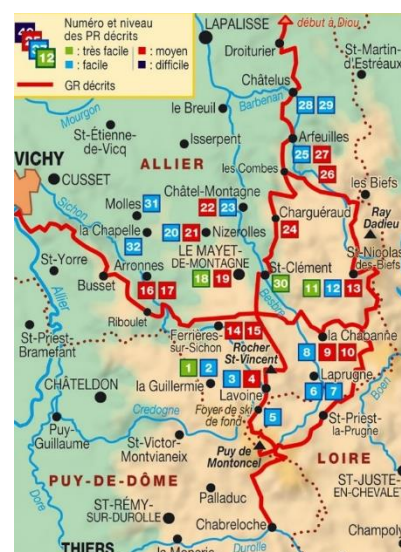 Numéro et niveau
des PR décrits
12
: très facile
: moyen
: facile
: difficile
GR décrits
LAPALISSE
début à Diou
Droiturier
St-Martin-
d'Estréaux
Châtelus
le Breuil
Barbenan
28 29
Mourgon
St-Étienne-
de-Vicq
Isserpent
Arfeuilles
25 27
26
VICHY
ALLIER
les Combes
CUSSET
Châtel-Montagne
les Biefs
Molles 31
22 23
Charguéraud
Ray
Dadieu
Sichon
la Chapelle
20 21
Nizerolles
24
32
LE MAYET-
DE-MONTAGNE
St-Nicolas
des-Biefs
St-Yorre
Arronnes
18 19
St-Clément
30
11 12 13
Allier
Busset
16 17
Besbre
Riboulet
St-Priest-
Bramefant
Ferrières-
sur-Sichon
14 15
la Chabanne
Rocher
St-Vincent
8 9 10
1 2
CHÂTELDON
la Guillermie
3 4
Laprugne
Lavoine
6 7
Boen
Credogne
Foyer de ski
de fond
5
Puy-
Guillaume
St-Victor-
Montvianeix
St-Priest-
la-Prugne
Puy de
Montoncel
LOIRE
Dore
PUY-DE-DÔME
Palladuc
ST-JUSTE-
EN-CHEVALET
ST-RÉMY-
SUR-DUROLLE
Chabreloche
Champoly
THIERS
la Monerie
Durolle